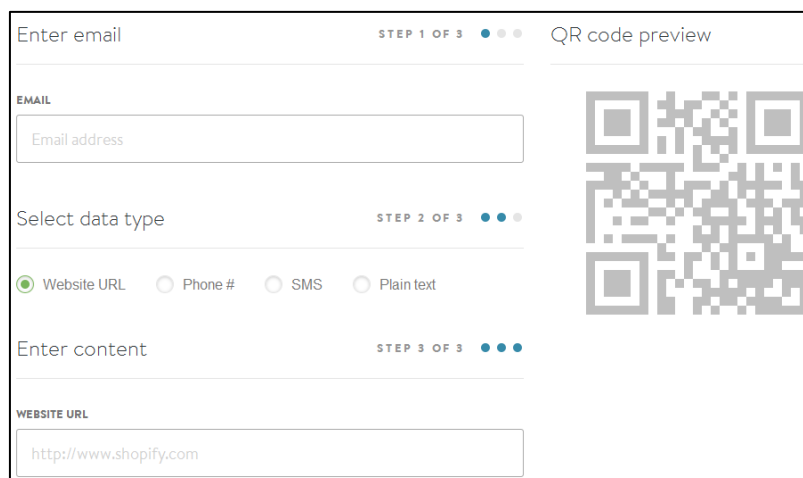 Enter email
STEP 1 OF 3
EMAIL
Email address
Select data type
STEP 2 OF 3
Website URL
Phone #
SMS
Plain text
Enter content
STEP 3 OF 3
WEBSITE URL
http://www.shopify.com
QR code preview